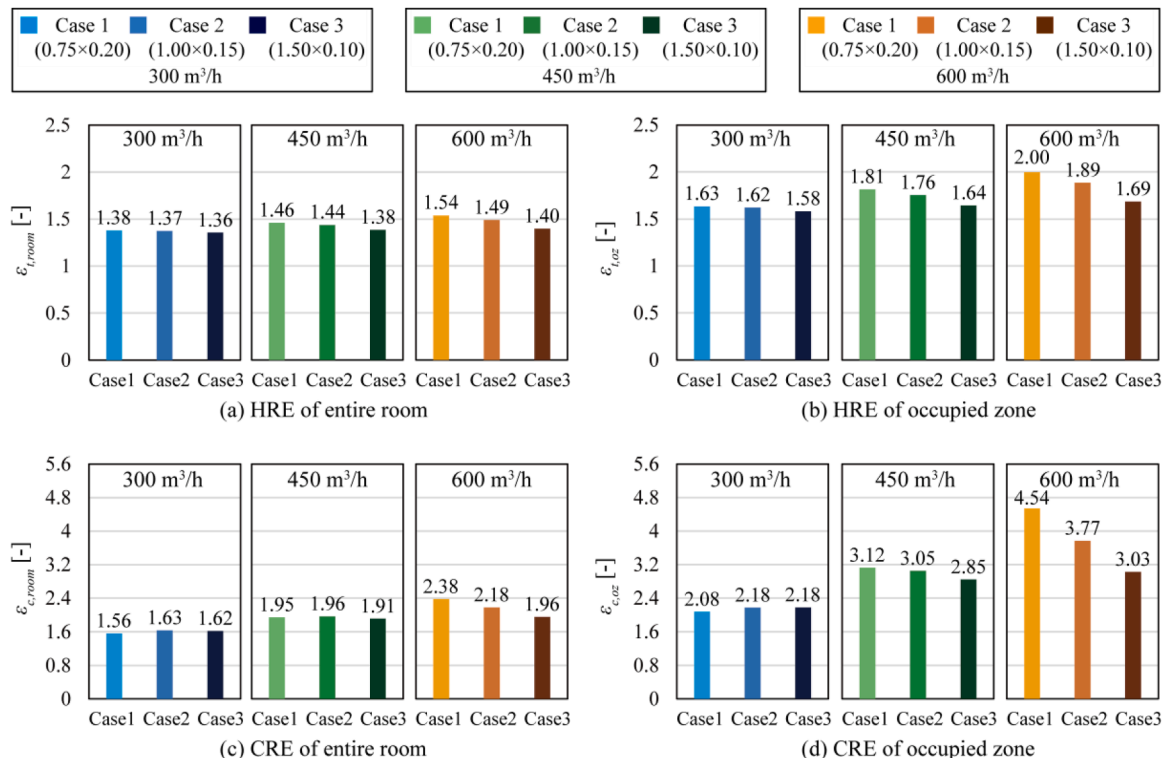 Case 1 Case 2 Case 3
(0.75×0.20) (1.00×0.15) (1.50×0.10)
300 m³/h
Case 1 Case 2 Case 3
(0.75×0.20) (1.00×0.15) (1.50×0.10)
450 m³/h
Case 1 Case 2 Case 3
(0.75×0.20) (1.00×0.15) (1.50×0.10)
600 m³/h
εt,room [-]
2.5
2
1.5
1
0.5
0
300 m³/h 450 m³/h 600 m³/h
1.38 1.37 1.36 1.46 1.44 1.38 1.54 1.49 1.40
Case1 Case2 Case3 Case1 Case2 Case3 Case1 Case2 Case3
(a) HRE of entire room
εt,oz [-]
2.5
2
1.5
1
0.5
0
300 m³/h 450 m³/h 600 m³/h
1.63 1.62 1.58 1.81 1.76 1.64 2.00 1.89 1.69
Case1 Case2 Case3 Case1 Case2 Case3 Case1 Case2 Case3
(b) HRE of occupied zone
εc,room [-]
5.6
4.8
4
3.2
2.4
1.6
0.8
0
300 m³/h 450 m³/h 600 m³/h
1.56 1.63 1.62 1.95 1.96 1.91 2.38 2.18 1.96
Case1 Case2 Case3 Case1 Case2 Case3 Case1 Case2 Case3
(c) CRE of entire room
εc,oz [-]
5.6
4.8
4
3.2
2.4
1.6
0.8
0
300 m³/h 450 m³/h 600 m³/h
2.08 2.18 2.18 3.12 3.05 2.85 4.54 3.77 3.03
Case1 Case2 Case3 Case1 Case2 Case3 Case1 Case2 Case3
(d) CRE of occupied zone